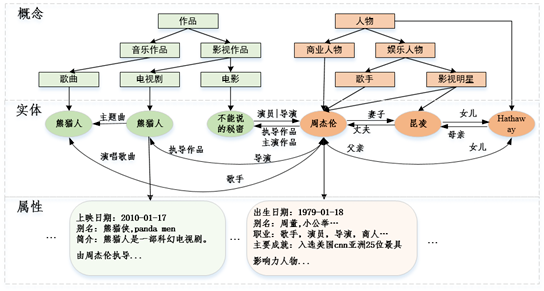 概念
作品
人物
音乐作品
影视作品
商业人物
娱乐人物
歌曲
电视剧
电影
歌手
影视明星
实体
熊猫人
主题曲
熊猫人
不能说
的秘密
演员|导演
执导作品
主演作品
周杰伦
妻子
丈夫
昆凌
女儿
母亲
Hathaw
ay
演唱歌曲
执导作品
导演
歌手
父亲
女儿
属性
...
上映日期：2010-01-17
别名：熊猫侠,panda men
简介：熊猫人是一部科幻电视剧。
由周杰伦执导...
...
出生日期：1979-01-18
别名：周董,小公举…
职业：歌手，演员，导演，商人…
主要成就：入选美国cnn亚洲25位最具
影响力人物...
...